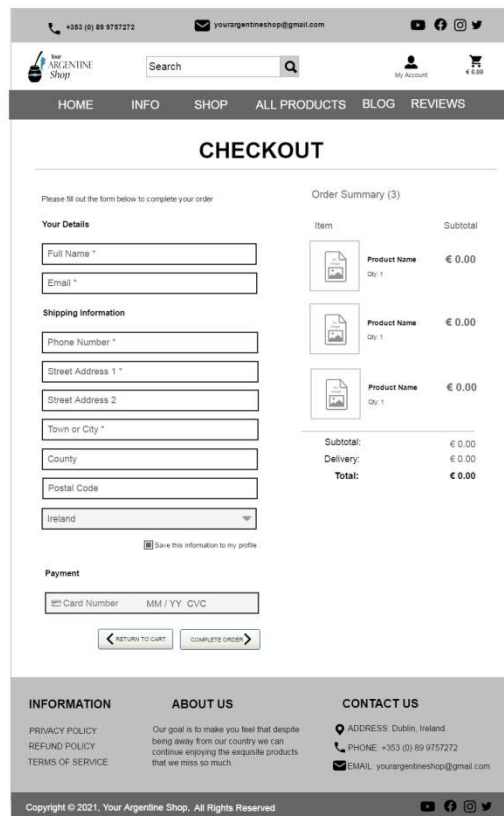 +353 (0) 89 9757272
yourargentineshop@gmail.com
Your
ARGENTINE
Shop
Search
My Account
€ 0.00
HOME INFO SHOP ALL PRODUCTS BLOG REVIEWS
CHECKOUT
Please fill out the form below to complete your order
Your Details
Full Name *
Email *
Shipping Information
Phone Number *
Street Address 1 *
Street Address 2
Town or City *
County
Postal Code
Ireland
Save this information to my profile
Payment
Card Number MM / YY CVC
RETURN TO CART
COMPLETE ORDER
Order Summary (3)
Item Subtotal
Product Name € 0.00
Qty: 1
Product Name € 0.00
Qty: 1
Product Name € 0.00
Qty: 1
Subtotal: € 0.00
Delivery: € 0.00
Total: € 0.00
INFORMATION
PRIVACY POLICY
REFUND POLICY
TERMS OF SERVICE
ABOUT US
Our goal is to make you feel that despite
being away from our country we can
continue enjoying the exqusite products
that we miss so much.
CONTACT US
ADDRESS: Dublin, Ireland.
PHONE: +353 (0) 89 9757272
EMAIL: yourargentineshop@gmail.com
Copyright © 2021, Your Argentine Shop, All Rights Reserved